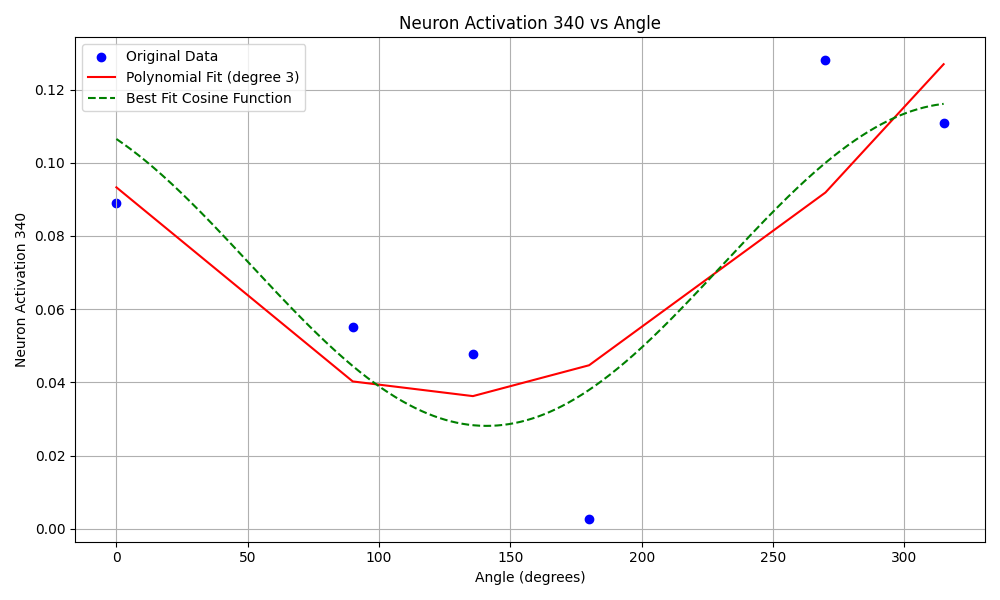 Neuron Activation 340 vs Angle
Original Data
Polynomial Fit (degree 3)
Best Fit Cosine Function
Neuron Activation 340
0.12
0.10
0.08
0.06
0.04
0.02
0.00
0 50 100 150 200 250 300
Angle (degrees)